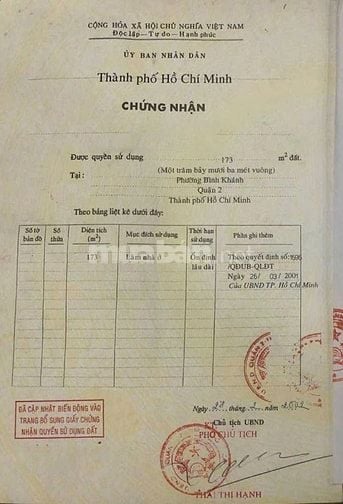 CỘNG HÒA XÃ HỘI CHỦ NGHĨA VIỆT NAM
Độc lập - Tự do - Hạnh phúc
ỦY BAN NHÂN DÂN
Thành phố Hồ Chí Minh
CHỨNG NHẬN
Được quyền sử dụng 173 m² đất.
(Một trăm bảy mươi ba mét vuông)
Tại : Phường Bình Khánh
Quận 2
Thành phố Hồ Chí Minh
Theo bảng liệt kê dưới đây:
Số tờ bản đồ Số thửa Diện tích (m²) Mục đích sử dụng Thời hạn sử dụng Phần ghi thêm
173 Làm nhà ở Ổn định lâu dài Theo quyết định số:
/QĐUB-QLĐT
Ngày 26/ 03/ 2001
Của UBND TP. Hồ Chí Minh
muaban
ĐÃ CẬP NHẬT BIẾN ĐỘNG VÀO
TRANG BỔ SUNG GIẤY CHỨNG
NHẬN QUYỀN SỬ DỤNG ĐẤT
Ngày tháng năm
Chủ tịch UBND
PHÓ CHỦ TỊCH
THỊ HẠNH